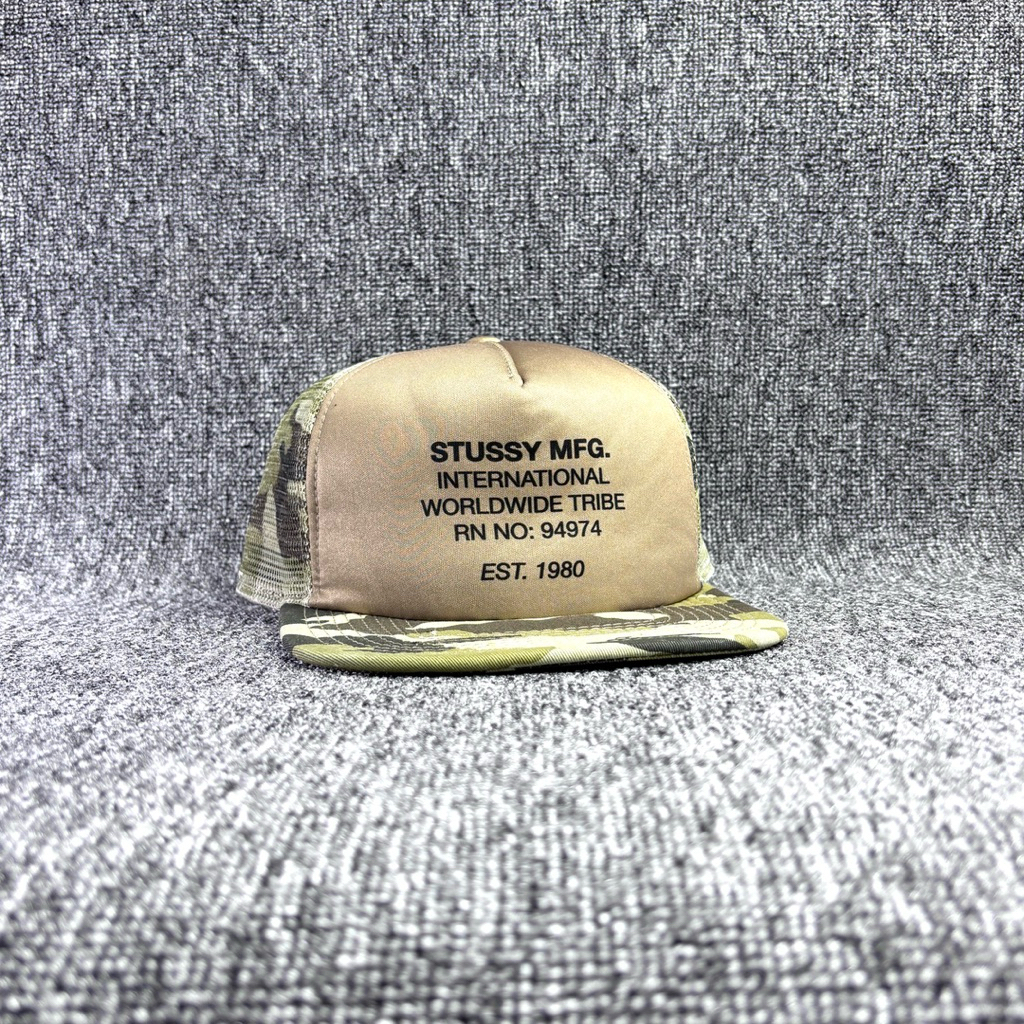 STUSSY MFG.
INTERNATIONAL
WORLDWIDE TRIBE
RN NO: 94974
EST. 1980